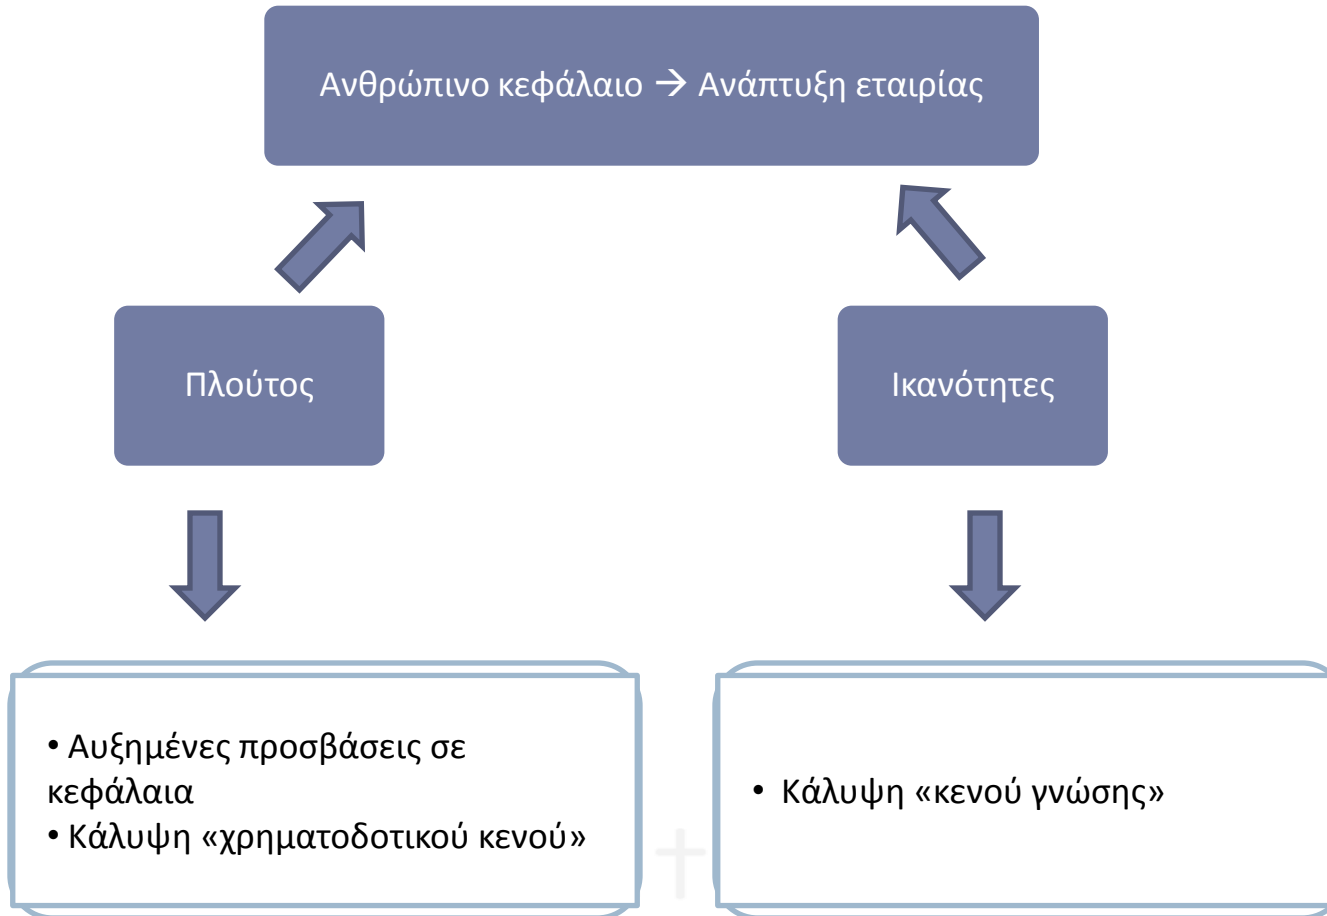 Ανθρώπινο κεφάλαιο → Ανάπτυξη εταιρίας
Πλούτος
Ικανότητες
• Αυξημένες προσβάσεις σε
κεφάλαια
• Κάλυψη «χρηματοδοτικού κενού»
• Κάλυψη «κενού γνώσης»